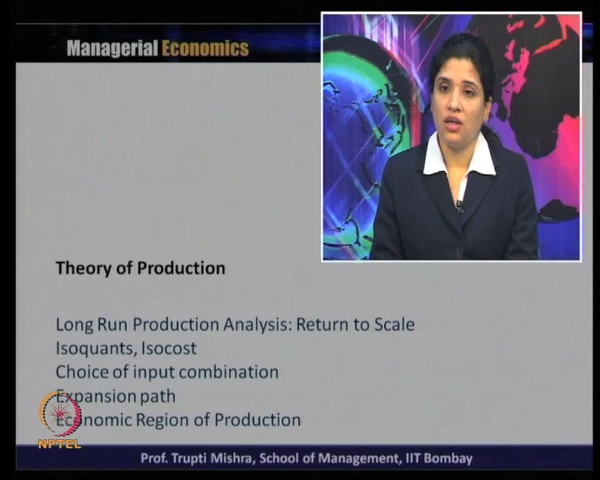 Managerial Economics
Theory of Production
Long Run Production Analysis: Return to Scale
Isoquants, Isocost
Choice of input combination
Expansion path
Economic Region of Production
NPTEL
Prof. Trupti Mishra, School of Management, IIT Bombay